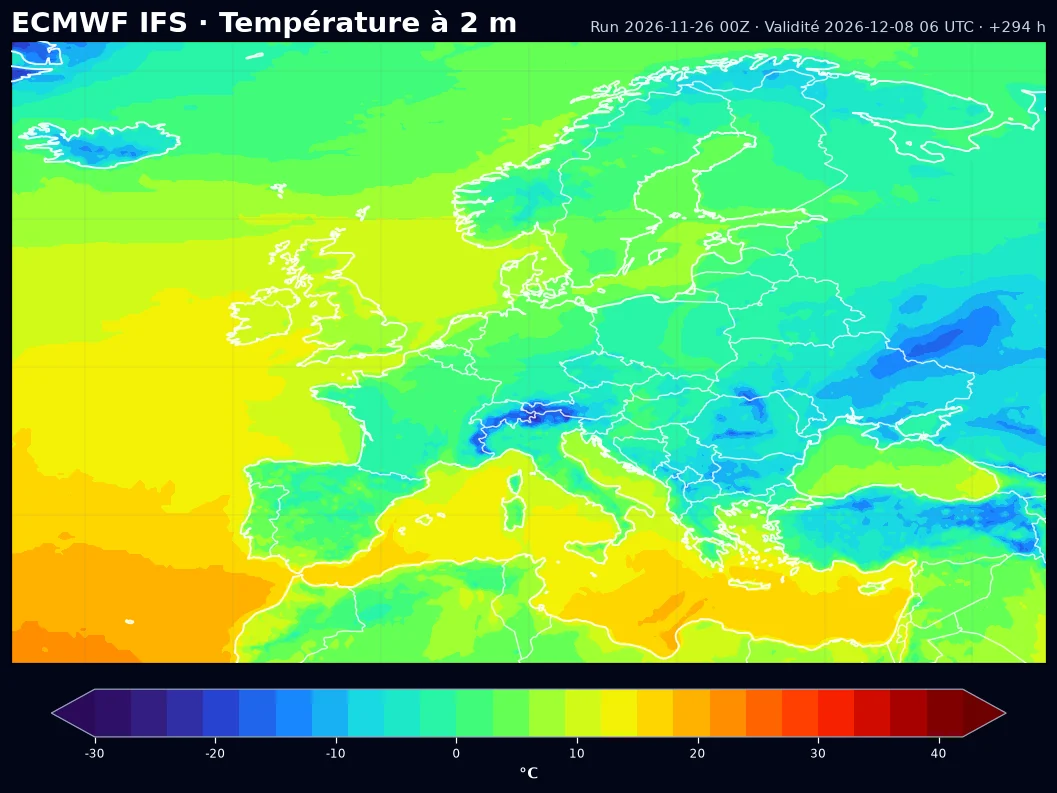 ECMWF IFS · Température à 2 m
Run 2026-11-26 00Z · Validité 2026-12-08 06 UTC · +294 h
-30 -20 -10 0 10 20 30 40
°C